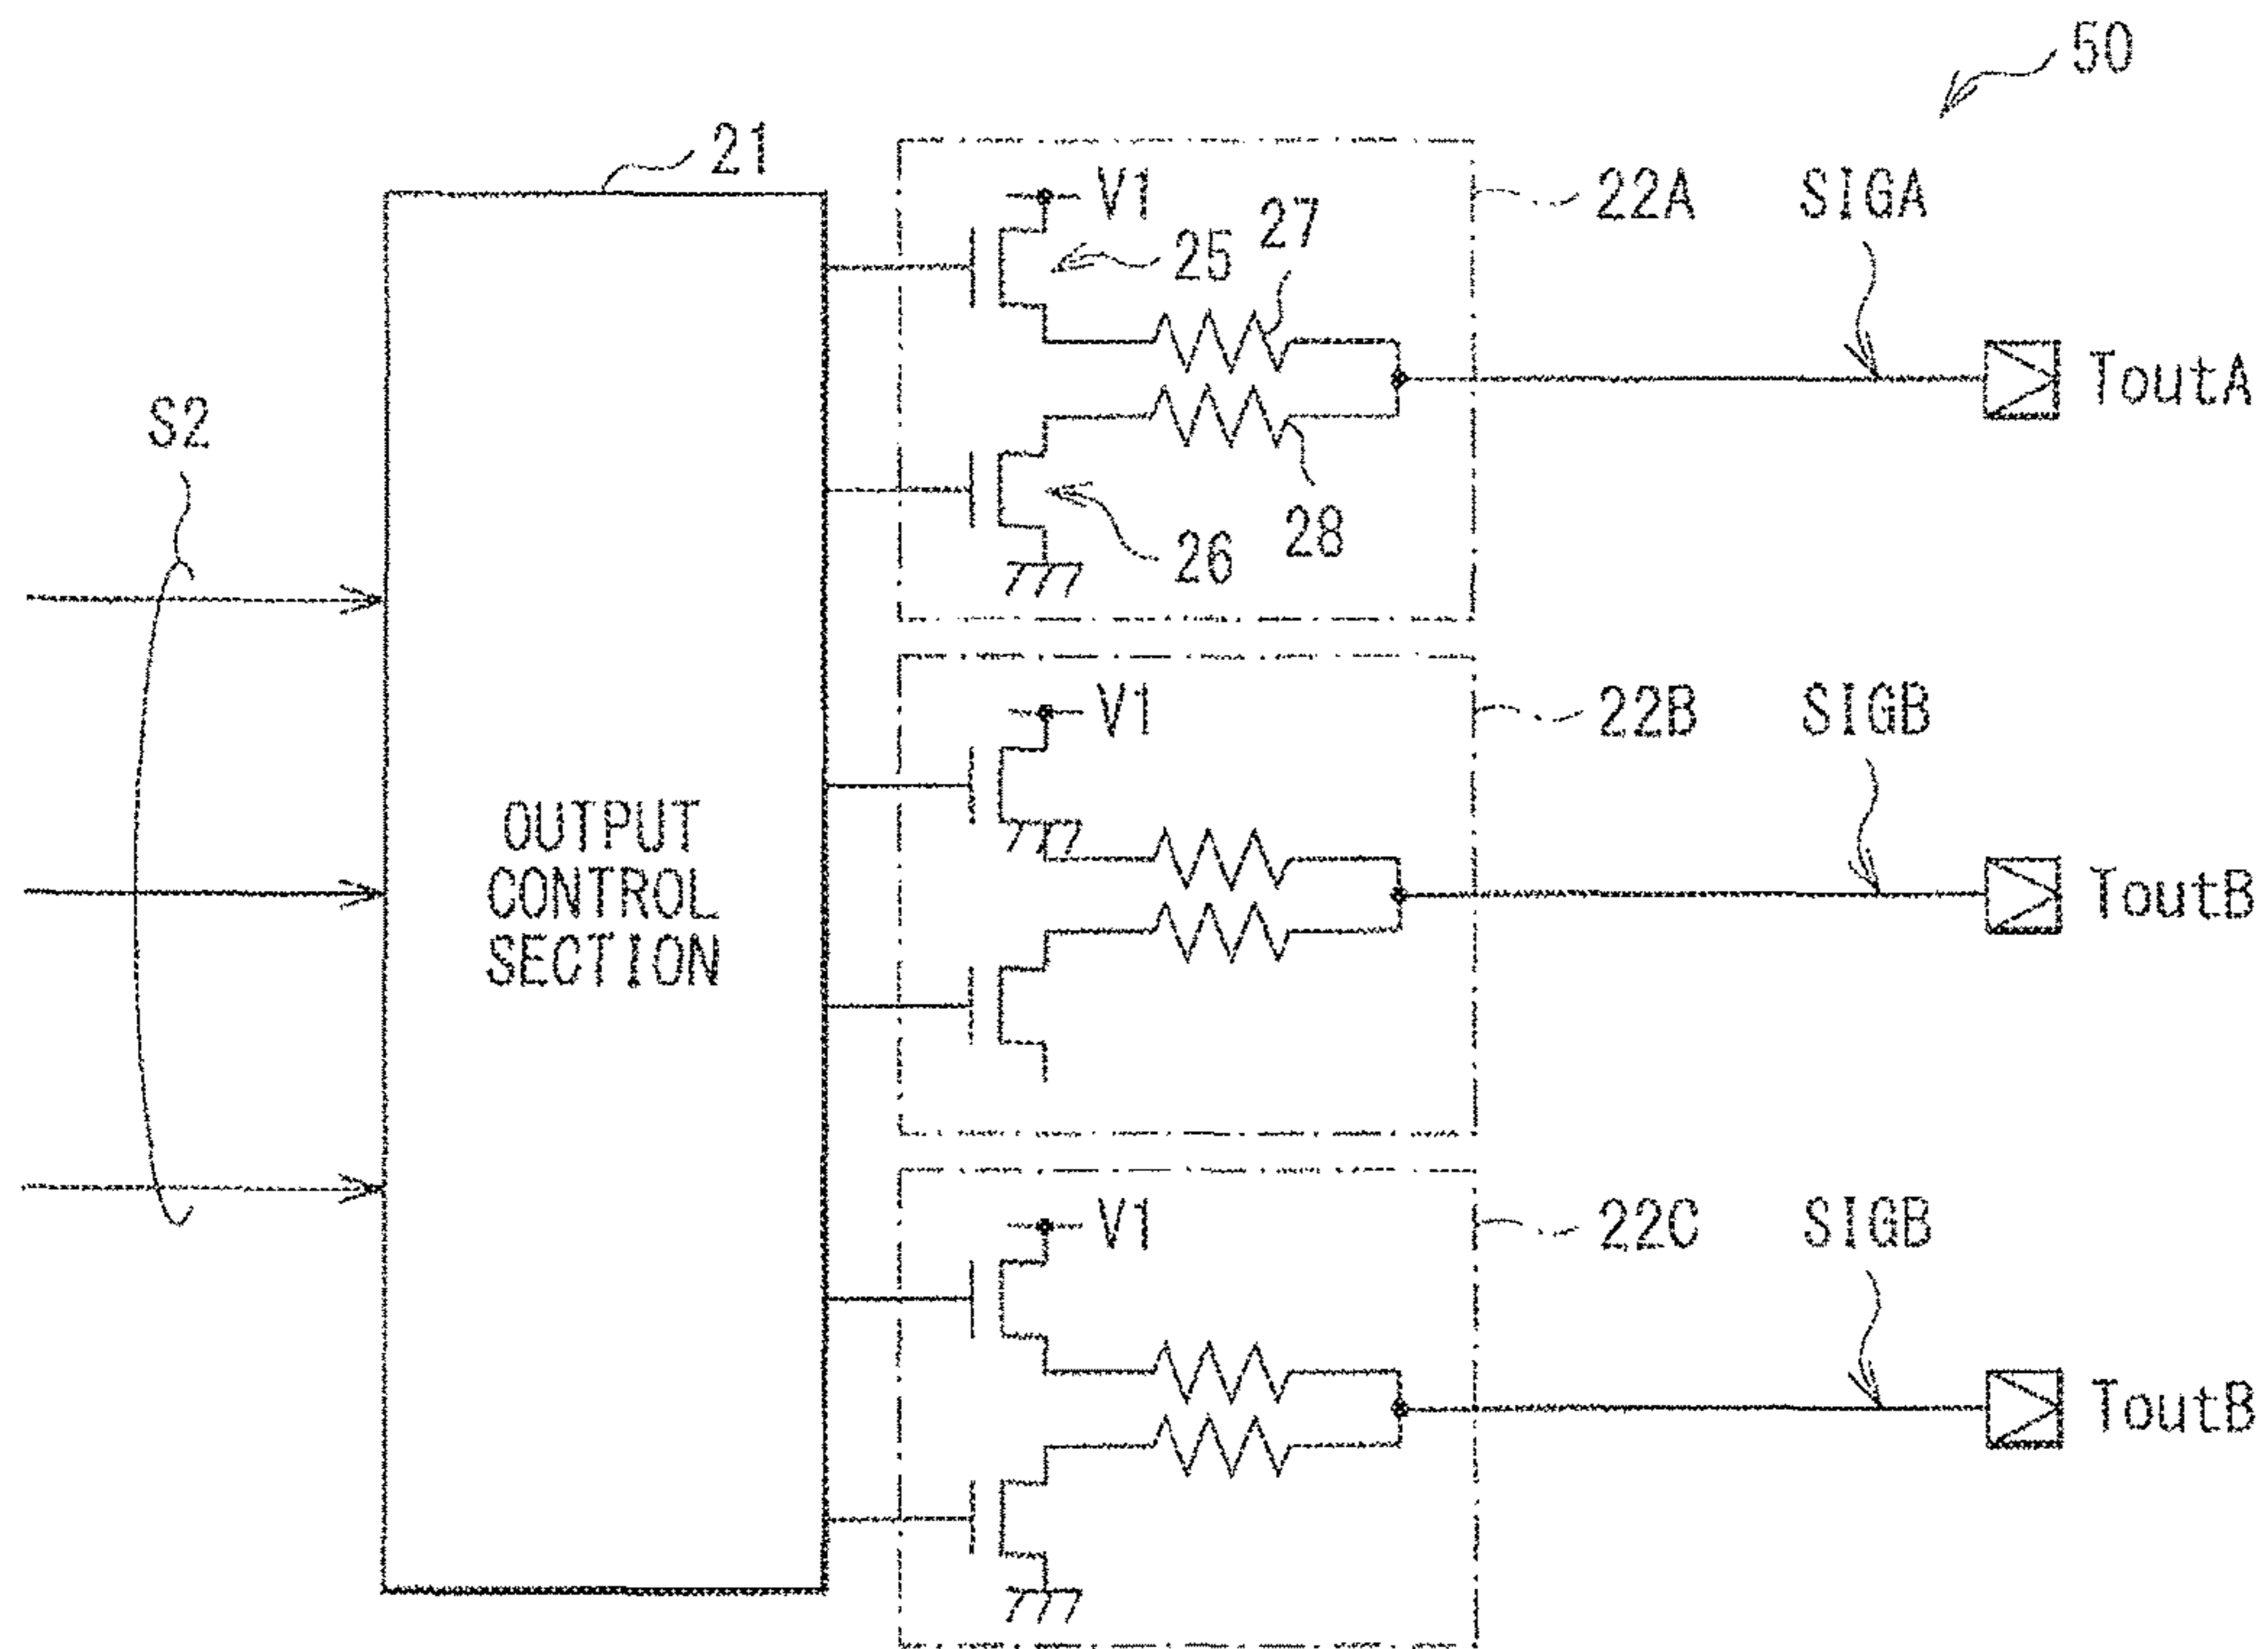 50
21
V1
22A
SIGA
27
25
ToutA
S2
28
26
V1
22B
SIGB
OUTPUT
CONTROL
SECTION
ToutB
V1
22C
SIGB
ToutB